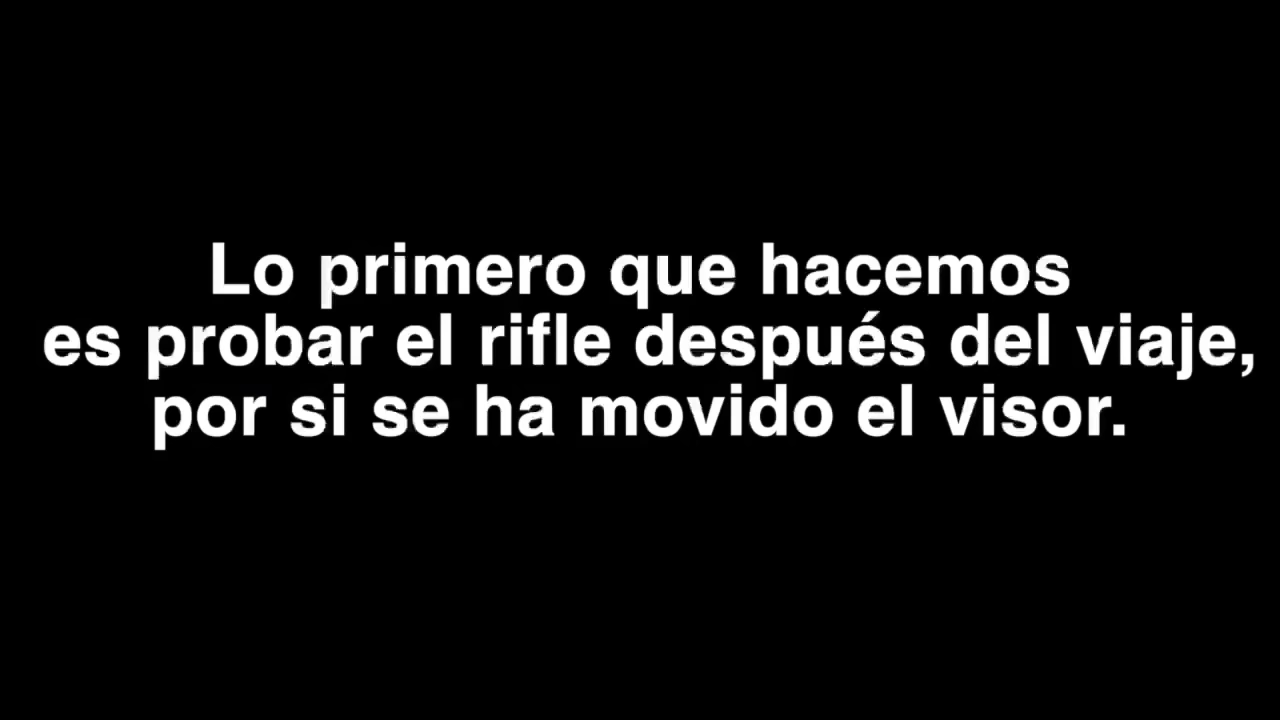 Lo primero que hacemos
es probar el rifle después del viaje,
por si se ha movido el visor.